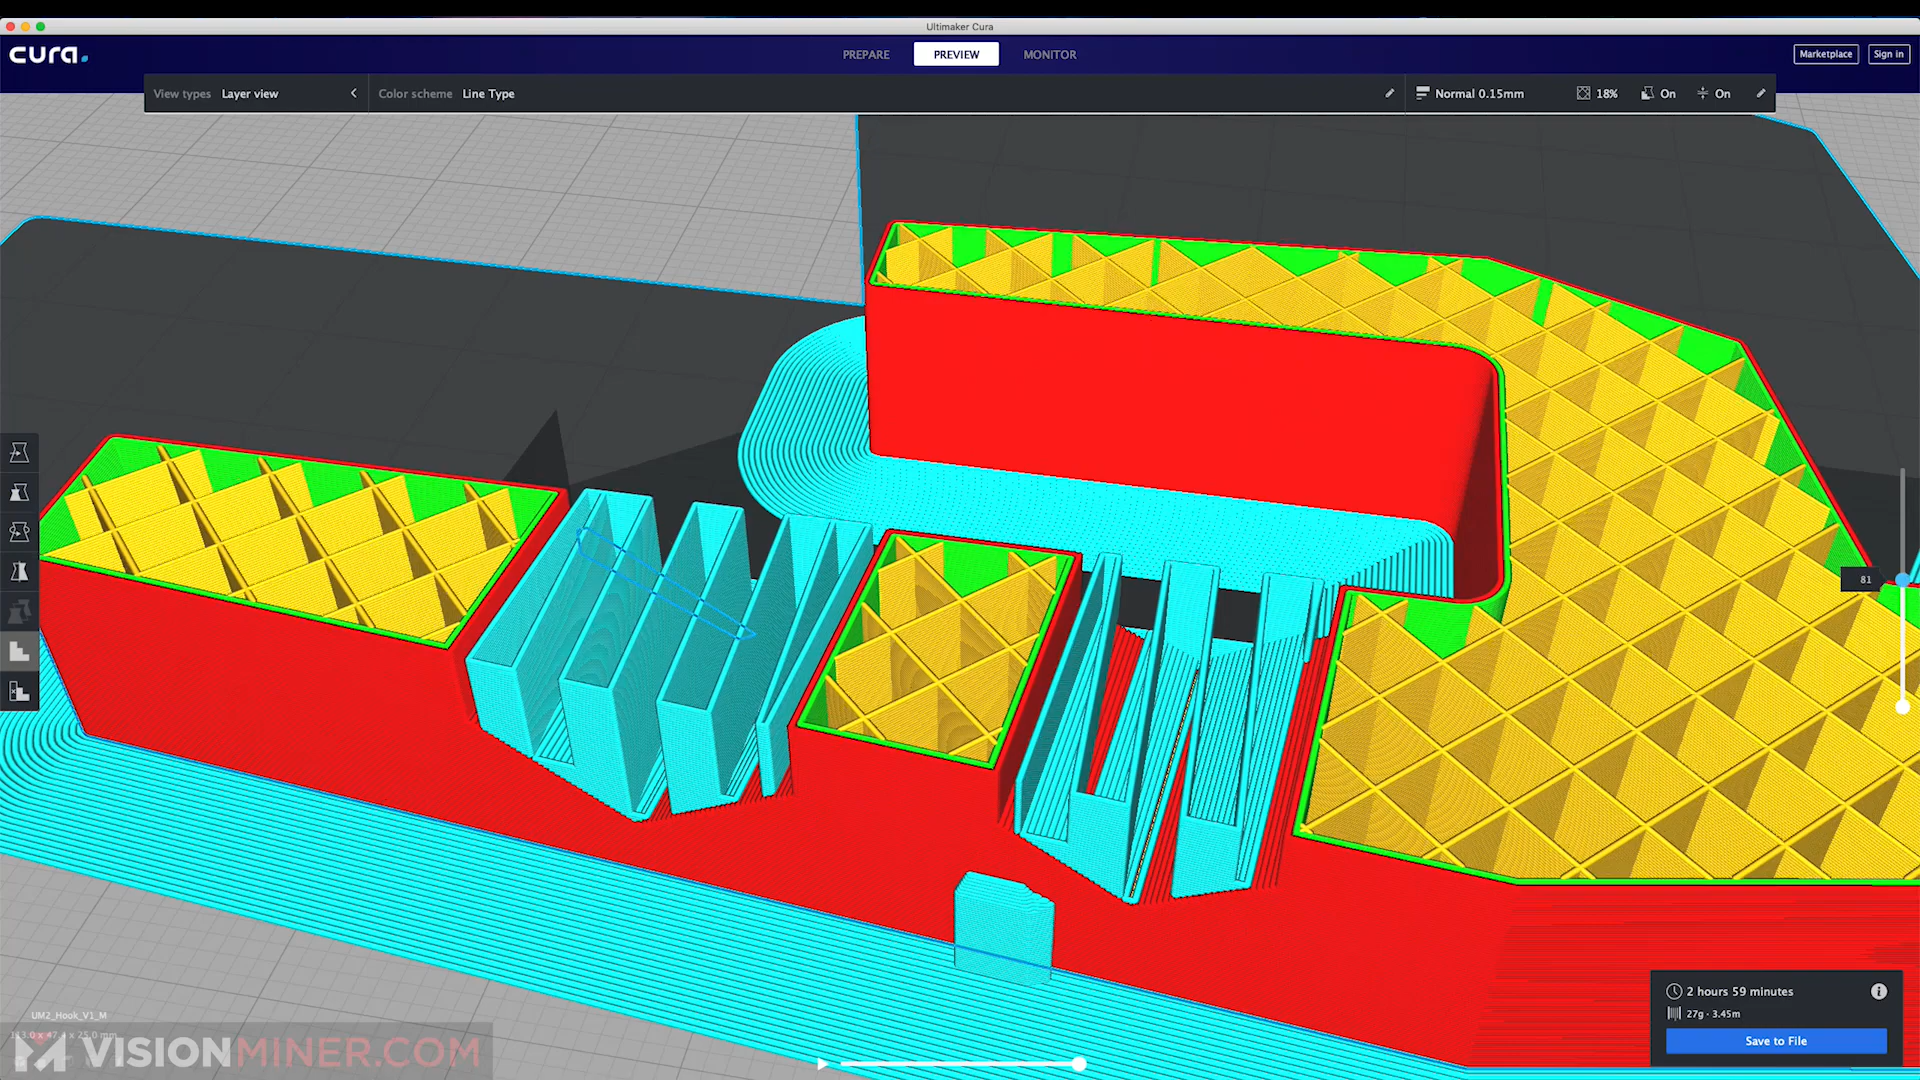 Ultimaker Cura
cura.
PREPARE PREVIEW MONITOR
Marketplace Sign in
View types Layer view Color scheme Line Type Normal 0.15mm 18% On On
81
2 hours 59 minutes
27g · 3.45m
Save to File
UM2_Hook_V1_M
VISIONMINER.COM